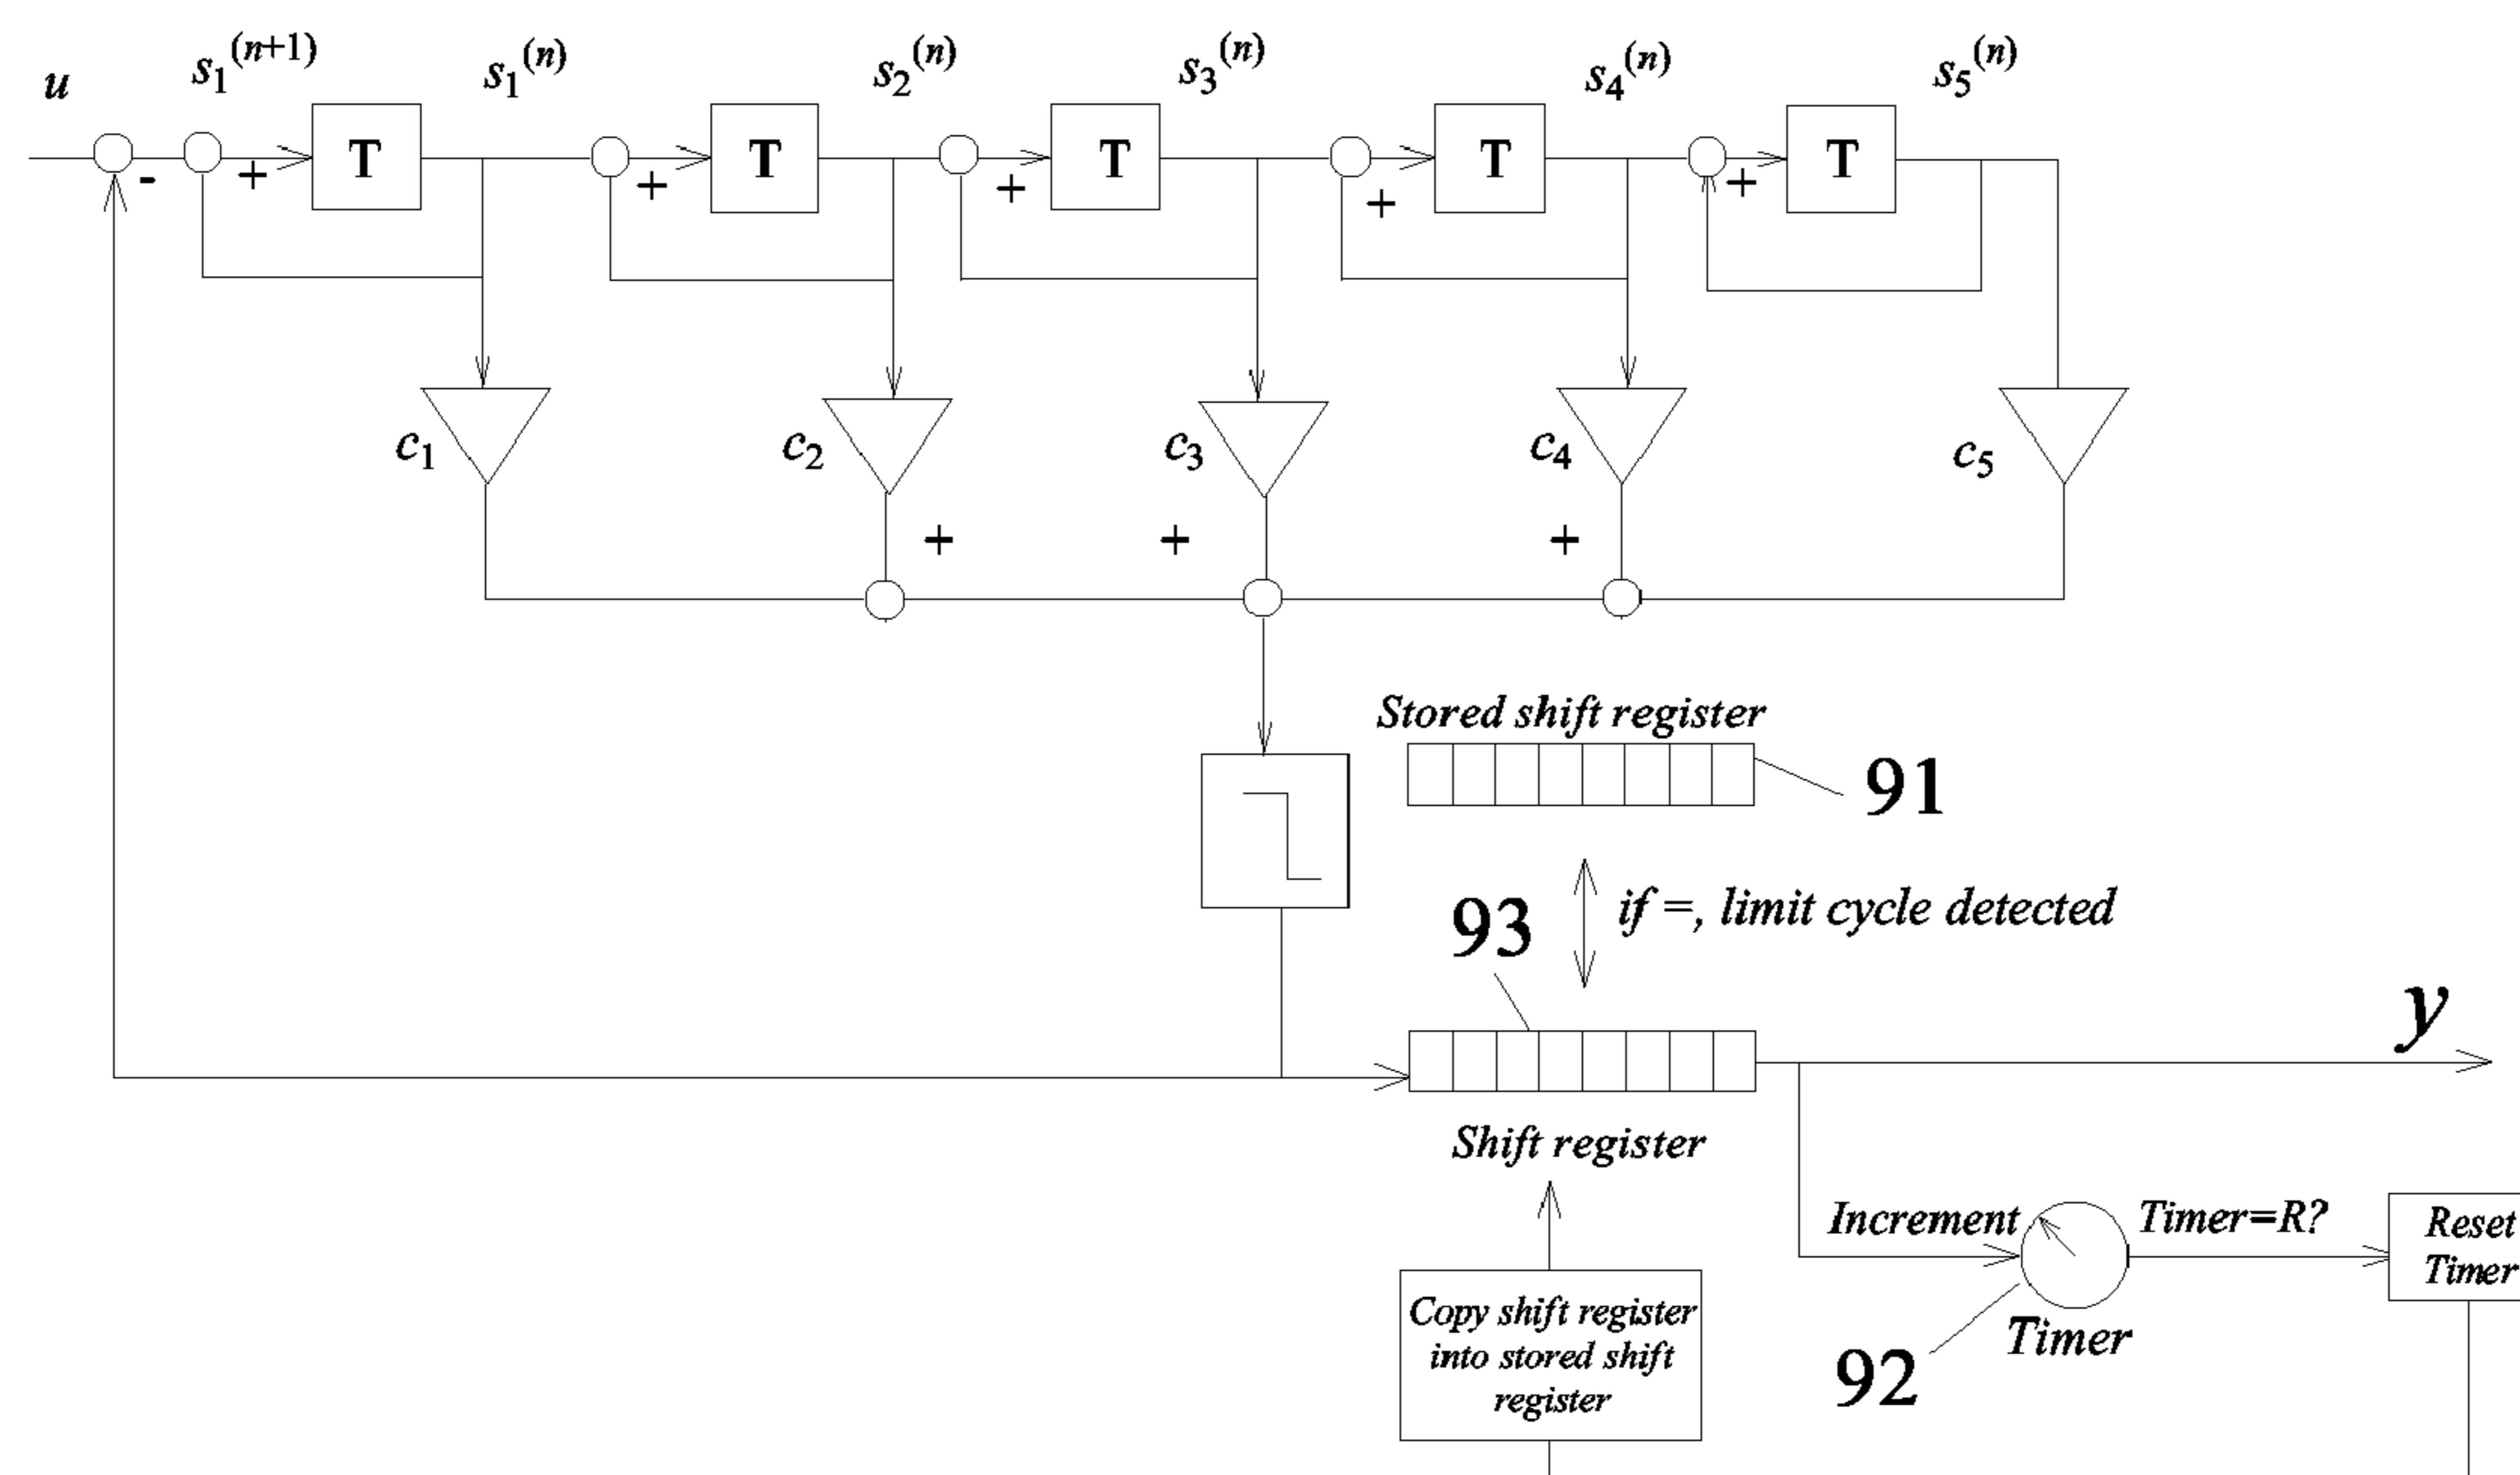 u s₁⁽ⁿ⁺¹⁾ s₁⁽ⁿ⁾ s₂⁽ⁿ⁾ s₃⁽ⁿ⁾ s₄⁽ⁿ⁾ s₅⁽ⁿ⁾
T T T T T
- + + + + +
c₁ c₂ c₃ c₄ c₅
+ + +
Stored shift register
91
93
if =, limit cycle detected
y
Shift register
Increment
Timer=R?
Reset
Timer
Timer
92
Copy shift register
into stored shift
register